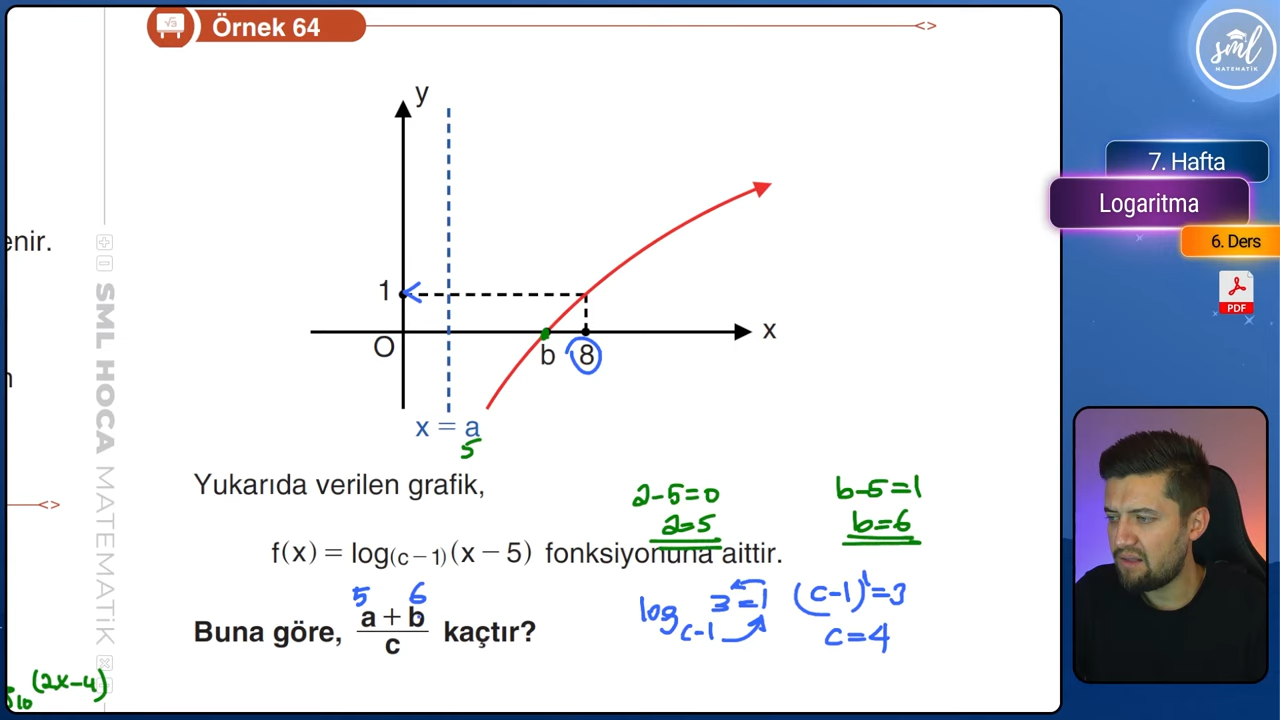 √3 Örnek 64
sml
MATEMATİK
7. Hafta
Logaritma
6. Ders
PDF
enir.
SML HOCA MATEMATİK
y
1
O
b
8
x
x = a
5
Yukarıda verilen grafik,
a-5=0
a=5
b-5=1
b=6
f(x) = log(c – 1)(x – 5) fonksiyonuna aittir.
5 6
Buna göre, a + b / c kaçtır?
log c-1 3=1
(c-1)¹=3
c=4
10 (2x-4)